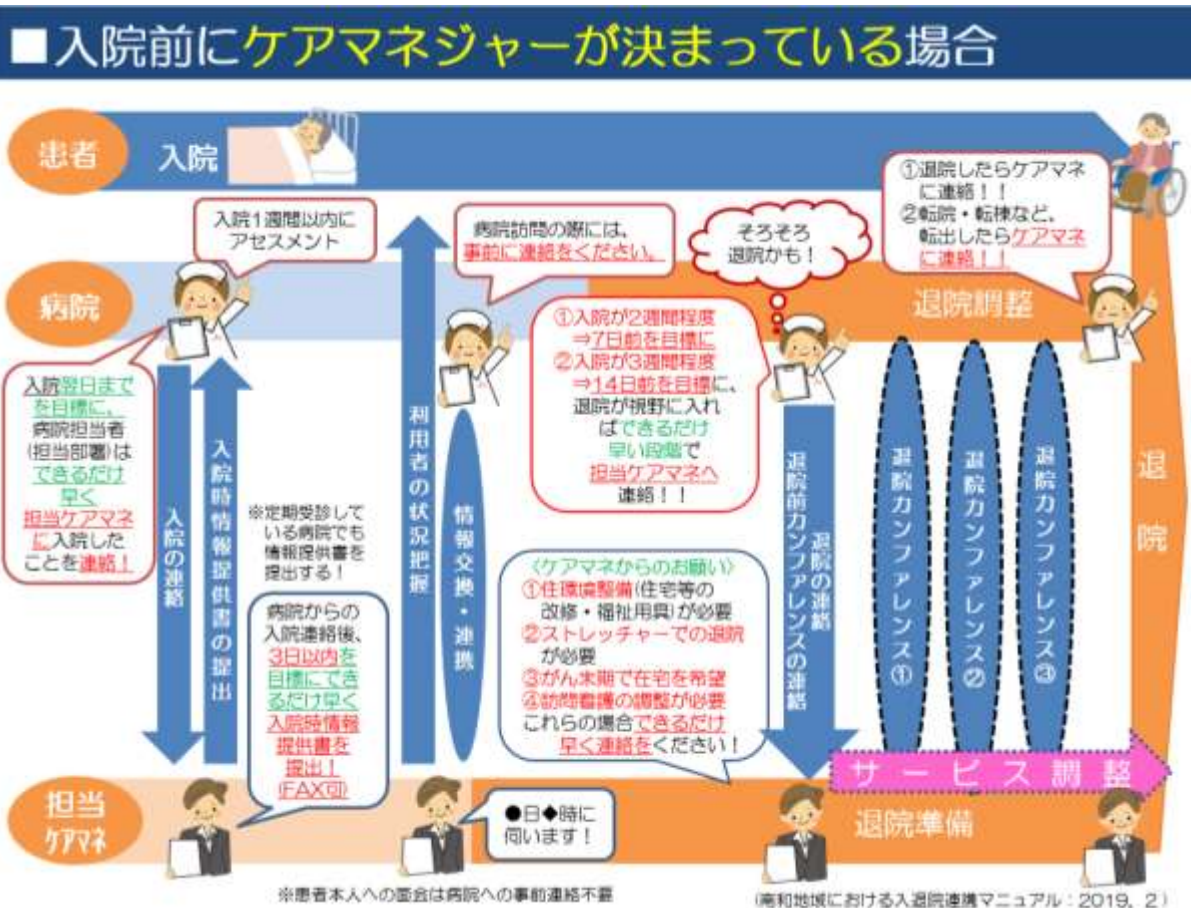 ■入院前にケアマネジャーが決まっている場合
患者
入院
入院1週間以内に
アセスメント
病院訪問の際には、
事前に連絡をください。
そろそろ
退院かも！
①退院したらケアマネ
に連絡！！
②転院・転棟など、
転出したらケアマネ
に連絡！！
病院
退院調整
入院翌日まで
を目標に、
病院担当者
(担当部署)は
できるだけ
早く
担当ケアマネ
に入院した
ことを連絡！
①入院が2週間程度
⇒7日前を目標に
②入院が3週間程度
⇒14日前を目標に、
退院が視野に入れ
ばできるだけ
早い段階で
担当ケアマネへ
連絡！！
入院の連絡
入院時情報提供書の提出
※定期受診して
いる病院でも
情報提供書を
提出する！
利用者の状況把握
情報交換・連携
退院の連絡
退院前カンファレンスの連絡
退院カンファレンス①
退院カンファレンス②
退院カンファレンス③
退院
病院からの
入院連絡後、
3日以内を
目標にでき
るだけ早く
入院時情報
提供書を
提出！
(FAX可)
〈ケアマネからのお願い〉
①住環境整備(住宅等の
改修・福祉用具)が必要
②ストレッチャーでの退院
が必要
③がん末期で在宅を希望
④訪問看護の調整が必要
これらの場合できるだけ
早く連絡をください！
サービス調整
担当
ケアマネ
●日◆時に
伺います！
退院準備
※患者本人への面会は病院への事前連絡不要
(南和地域における入退院連携マニュアル：2019．2)